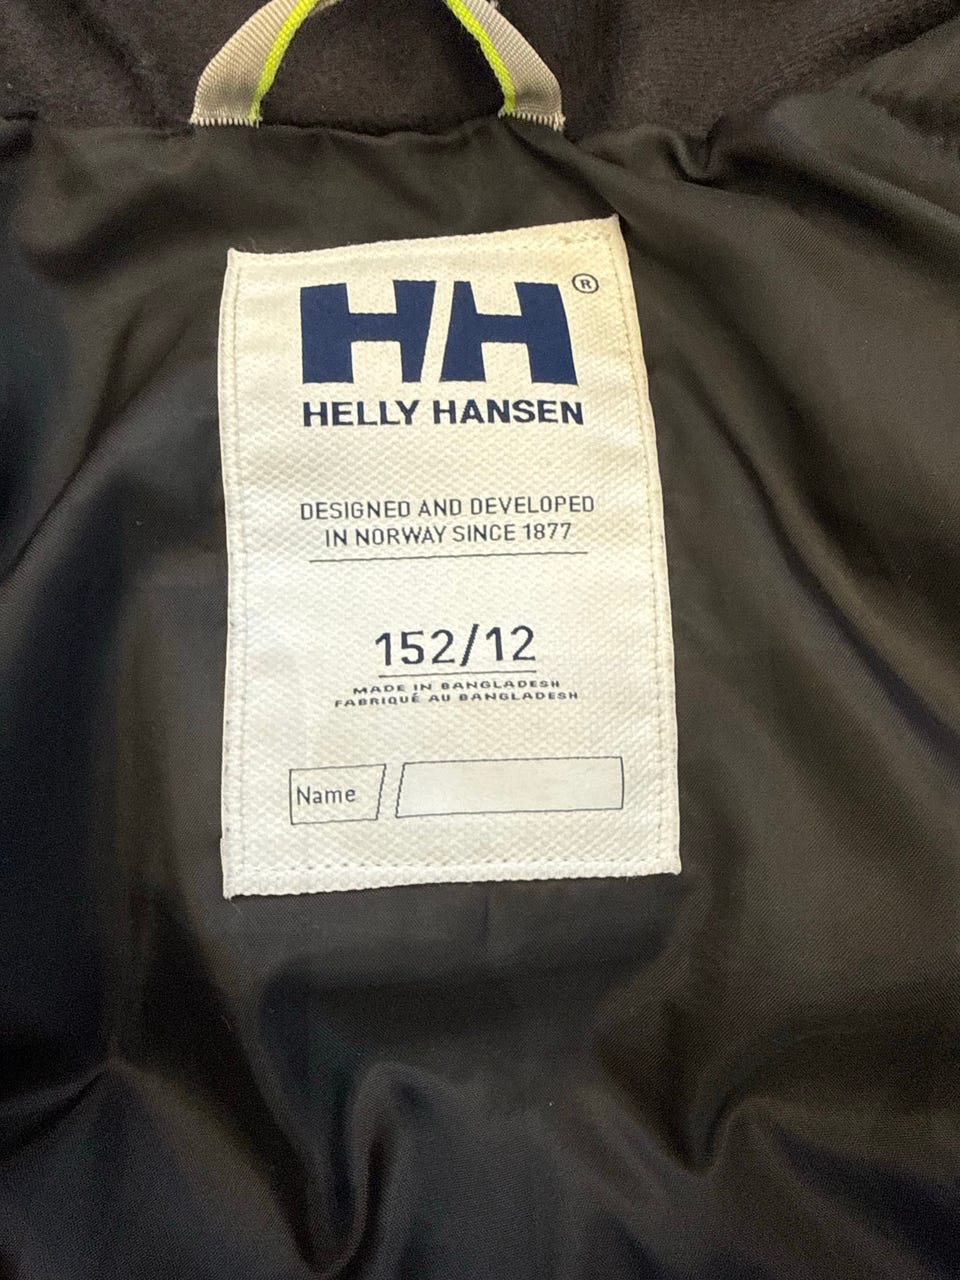 HH®
HELLY HANSEN
DESIGNED AND DEVELOPED
IN NORWAY SINCE 1877
152/12
MADE IN BANGLADESH
FABRIQUÉ AU BANGLADESH
Name